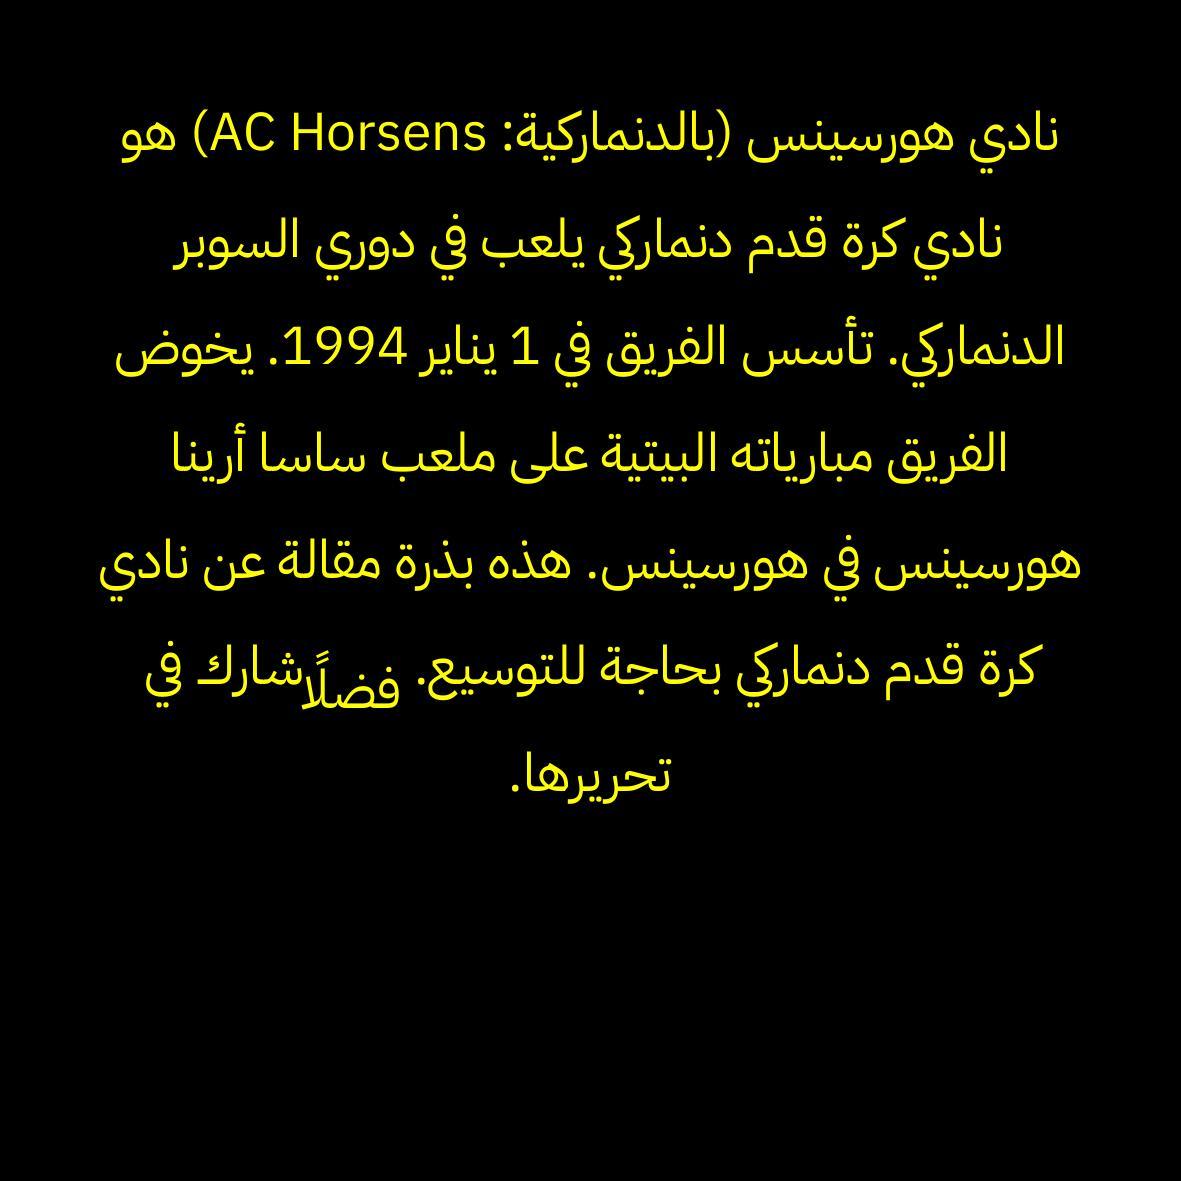 نادي هورسينس (بالدنماركية: AC Horsens) هو
نادي كرة قدم دنماركي يلعب في دوري السوبر
الدنماركي. تأسس الفريق في 1 يناير 1994. يخوض
الفريق مبارياته البيتية على ملعب ساسا أرينا
هورسينس في هورسينس. هذه بذرة مقالة عن نادي
كرة قدم دنماركي بحاجة للتوسيع. فضلًا شارك في
تحريرها.